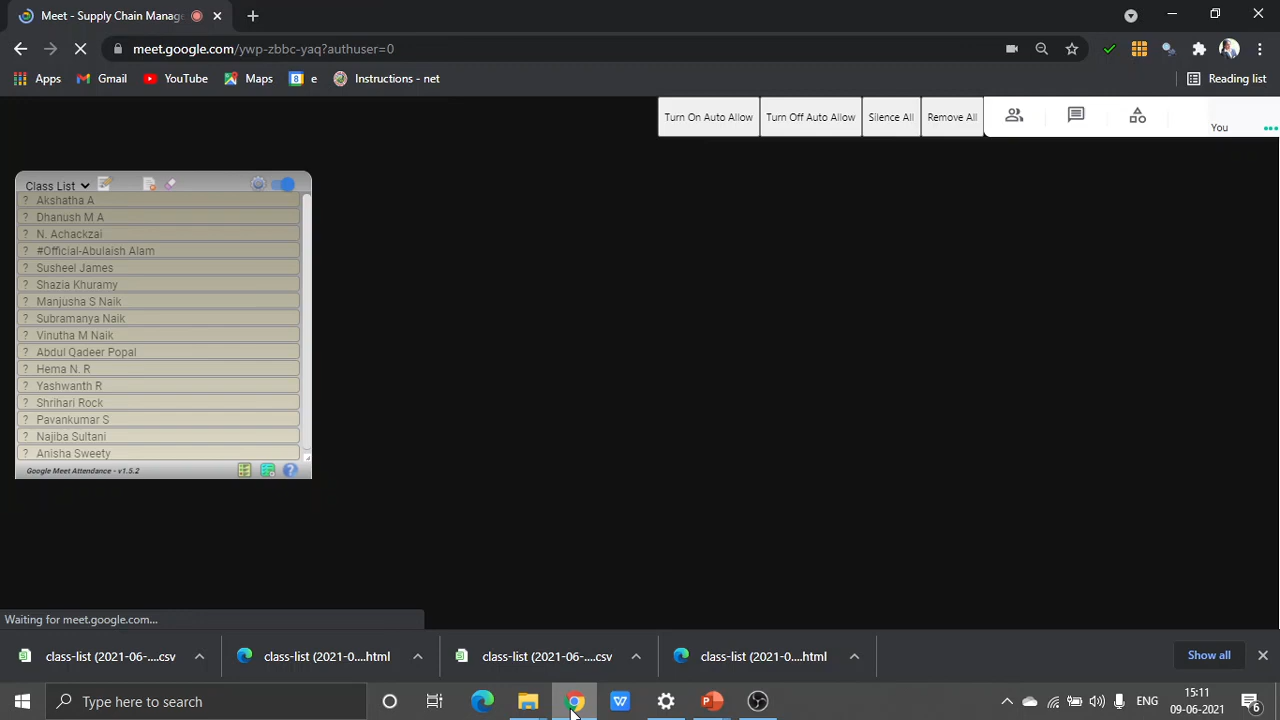 Meet - Supply Chain Manag
meet.google.com/ywp-zbbc-yaq?authuser=0
Apps
Gmail
YouTube
Maps
8
e
Instructions - net
Reading list
Turn On Auto Allow
Turn Off Auto Allow
Silence All
Remove All
You
Class List
? Akshatha A
? Dhanush M A
? N. Achackzai
? #Official-Abulaish Alam
? Susheel James
? Shazia Khuramy
? Manjusha S Naik
? Subramanya Naik
? Vinutha M Naik
? Abdul Qadeer Popal
? Hema N. R
? Yashwanth R
? Shrihari Rock
? Pavankumar S
? Najiba Sultani
? Anisha Sweety
Google Meet Attendance - v1.5.2
?
Waiting for meet.google.com...
class-list (2021-06-....csv
class-list (2021-0....html
class-list (2021-06-....csv
class-list (2021-0....html
Show all
Type here to search
W
P
ENG
15:11
09-06-2021
6